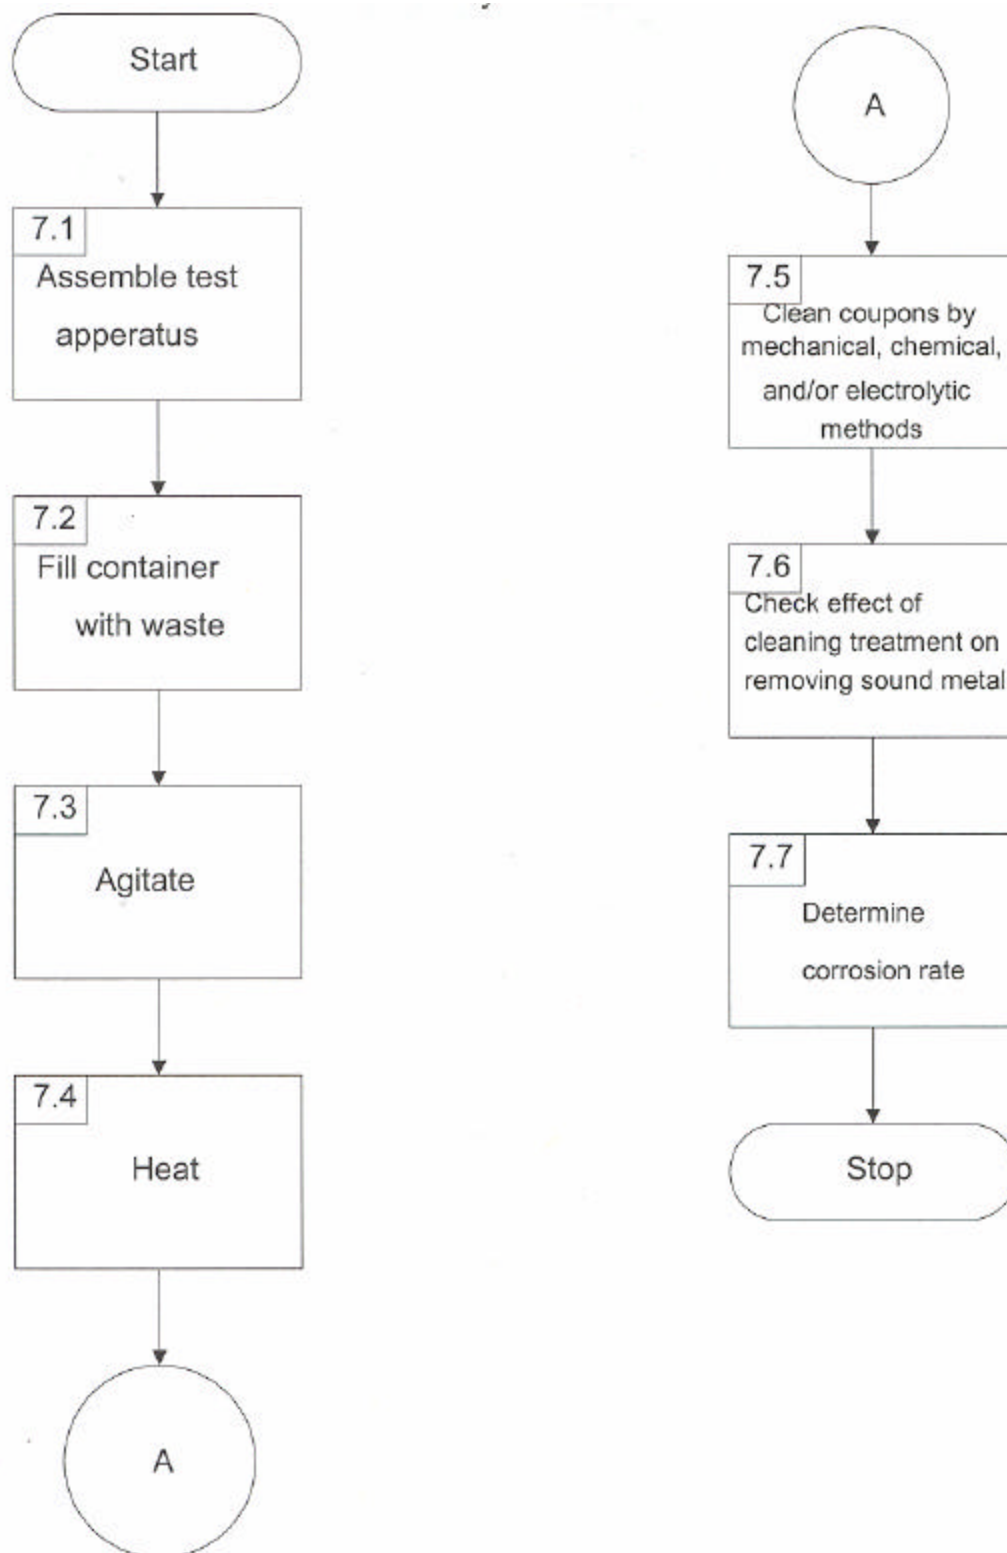 Start
7.1
Assemble test
apperatus
7.2
Fill container
with waste
7.3
Agitate
7.4
Heat
A
A
7.5
Clean coupons by
mechanical, chemical,
and/or electrolytic
methods
7.6
Check effect of
cleaning treatment on
removing sound metal
7.7
Determine
corrosion rate
Stop